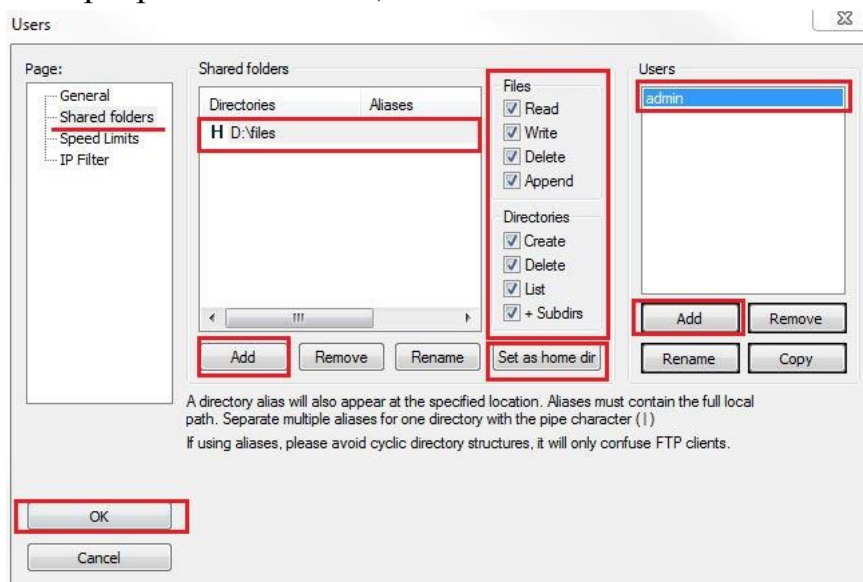 Users
Page:
General
Shared folders
Speed Limits
IP Filter
Shared folders
Directories Aliases
H D:\files
Files
Read
Write
Delete
Append
Directories
Create
Delete
List
+ Subdirs
Add Remove Rename Set as home dir
Users
admin
Add Remove
Rename Copy
A directory alias will also appear at the specified location. Aliases must contain the full local
path. Separate multiple aliases for one directory with the pipe character (|)
If using aliases, please avoid cyclic directory structures, it will only confuse FTP clients.
OK
Cancel